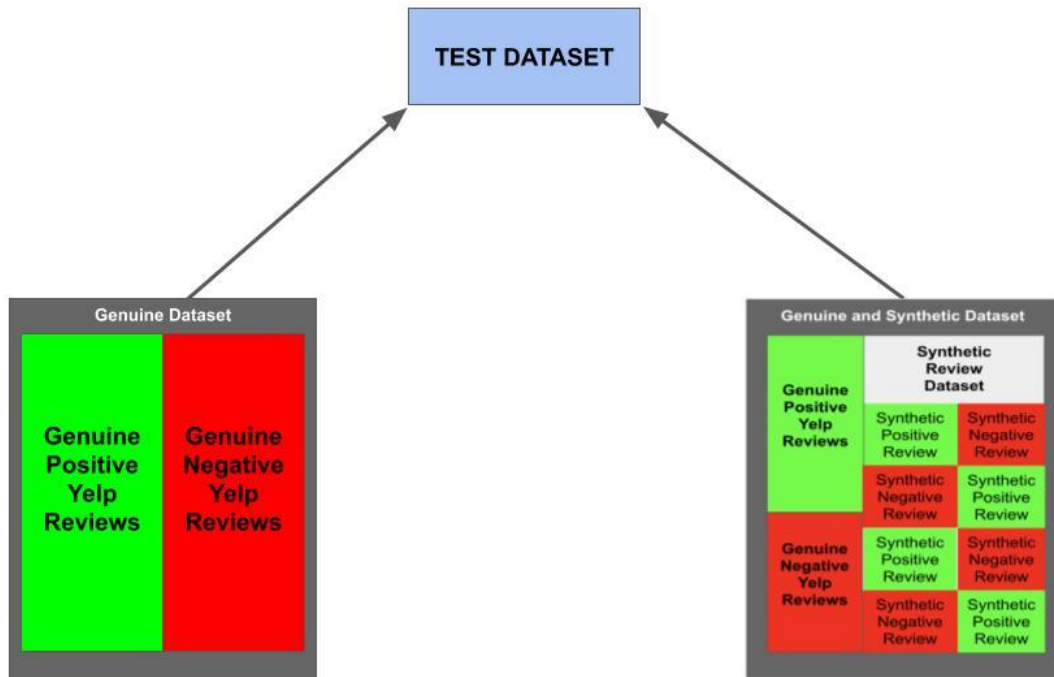 TEST DATASET
Genuine Dataset
Genuine
Positive
Yelp
Reviews
Genuine
Negative
Yelp
Reviews
Genuine and Synthetic Dataset
Genuine
Positive
Yelp
Reviews
Genuine
Negative
Yelp
Reviews
Synthetic
Review
Dataset
Synthetic
Positive
Review
Synthetic
Negative
Review
Synthetic
Negative
Review
Synthetic
Positive
Review
Synthetic
Positive
Review
Synthetic
Negative
Review
Synthetic
Negative
Review
Synthetic
Positive
Review